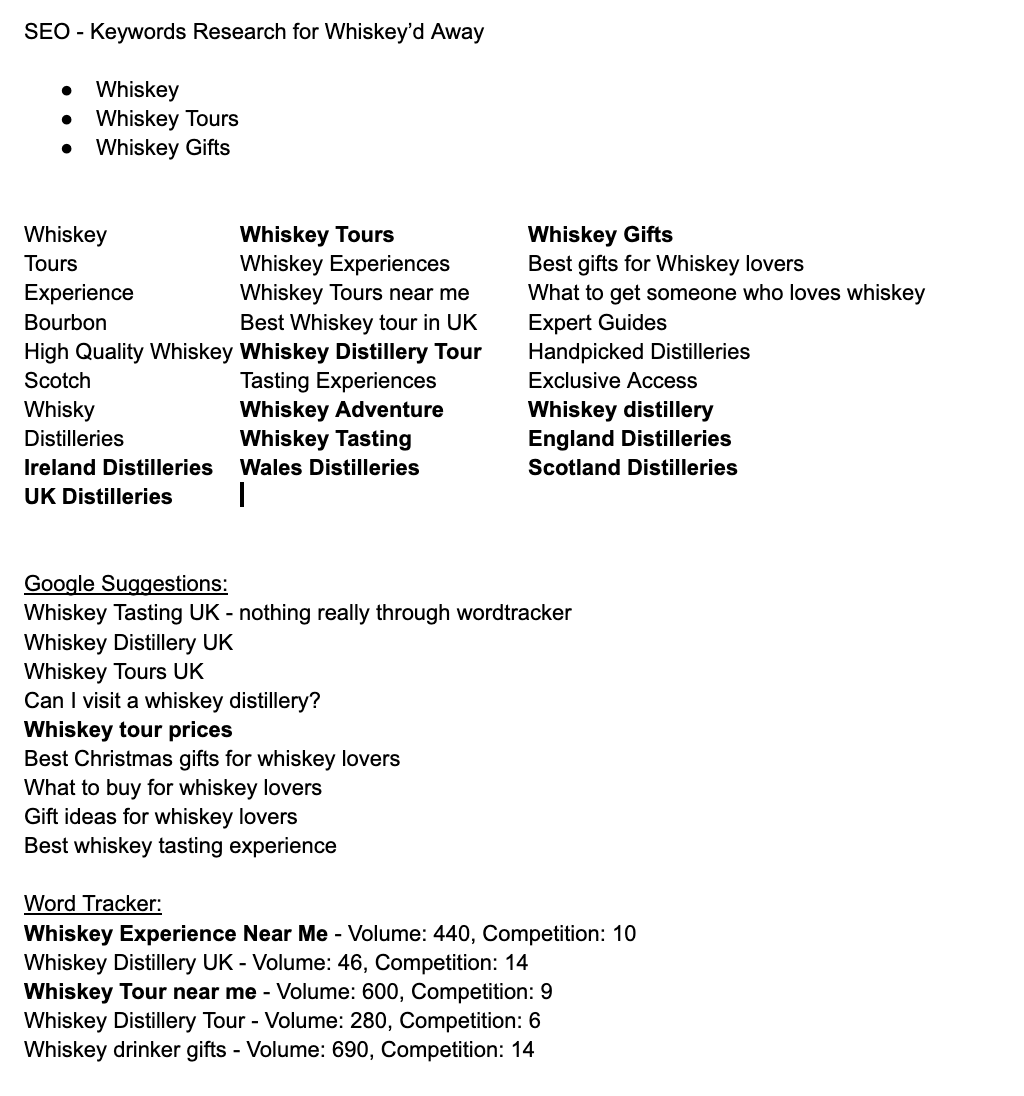 SEO - Keywords Research for Whiskey’d Away
● Whiskey
● Whiskey Tours
● Whiskey Gifts
Whiskey Whiskey Tours Whiskey Gifts
Tours Whiskey Experiences Best gifts for Whiskey lovers
Experience Whiskey Tours near me What to get someone who loves whiskey
Bourbon Best Whiskey tour in UK Expert Guides
High Quality Whiskey Whiskey Distillery Tour Handpicked Distilleries
Scotch Tasting Experiences Exclusive Access
Whisky Whiskey Adventure Whiskey distillery
Distilleries Whiskey Tasting England Distilleries
Ireland Distilleries Wales Distilleries Scotland Distilleries
UK Distilleries
Google Suggestions:
Whiskey Tasting UK - nothing really through wordtracker
Whiskey Distillery UK
Whiskey Tours UK
Can I visit a whiskey distillery?
Whiskey tour prices
Best Christmas gifts for whiskey lovers
What to buy for whiskey lovers
Gift ideas for whiskey lovers
Best whiskey tasting experience
Word Tracker:
Whiskey Experience Near Me - Volume: 440, Competition: 10
Whiskey Distillery UK - Volume: 46, Competition: 14
Whiskey Tour near me - Volume: 600, Competition: 9
Whiskey Distillery Tour - Volume: 280, Competition: 6
Whiskey drinker gifts - Volume: 690, Competition: 14